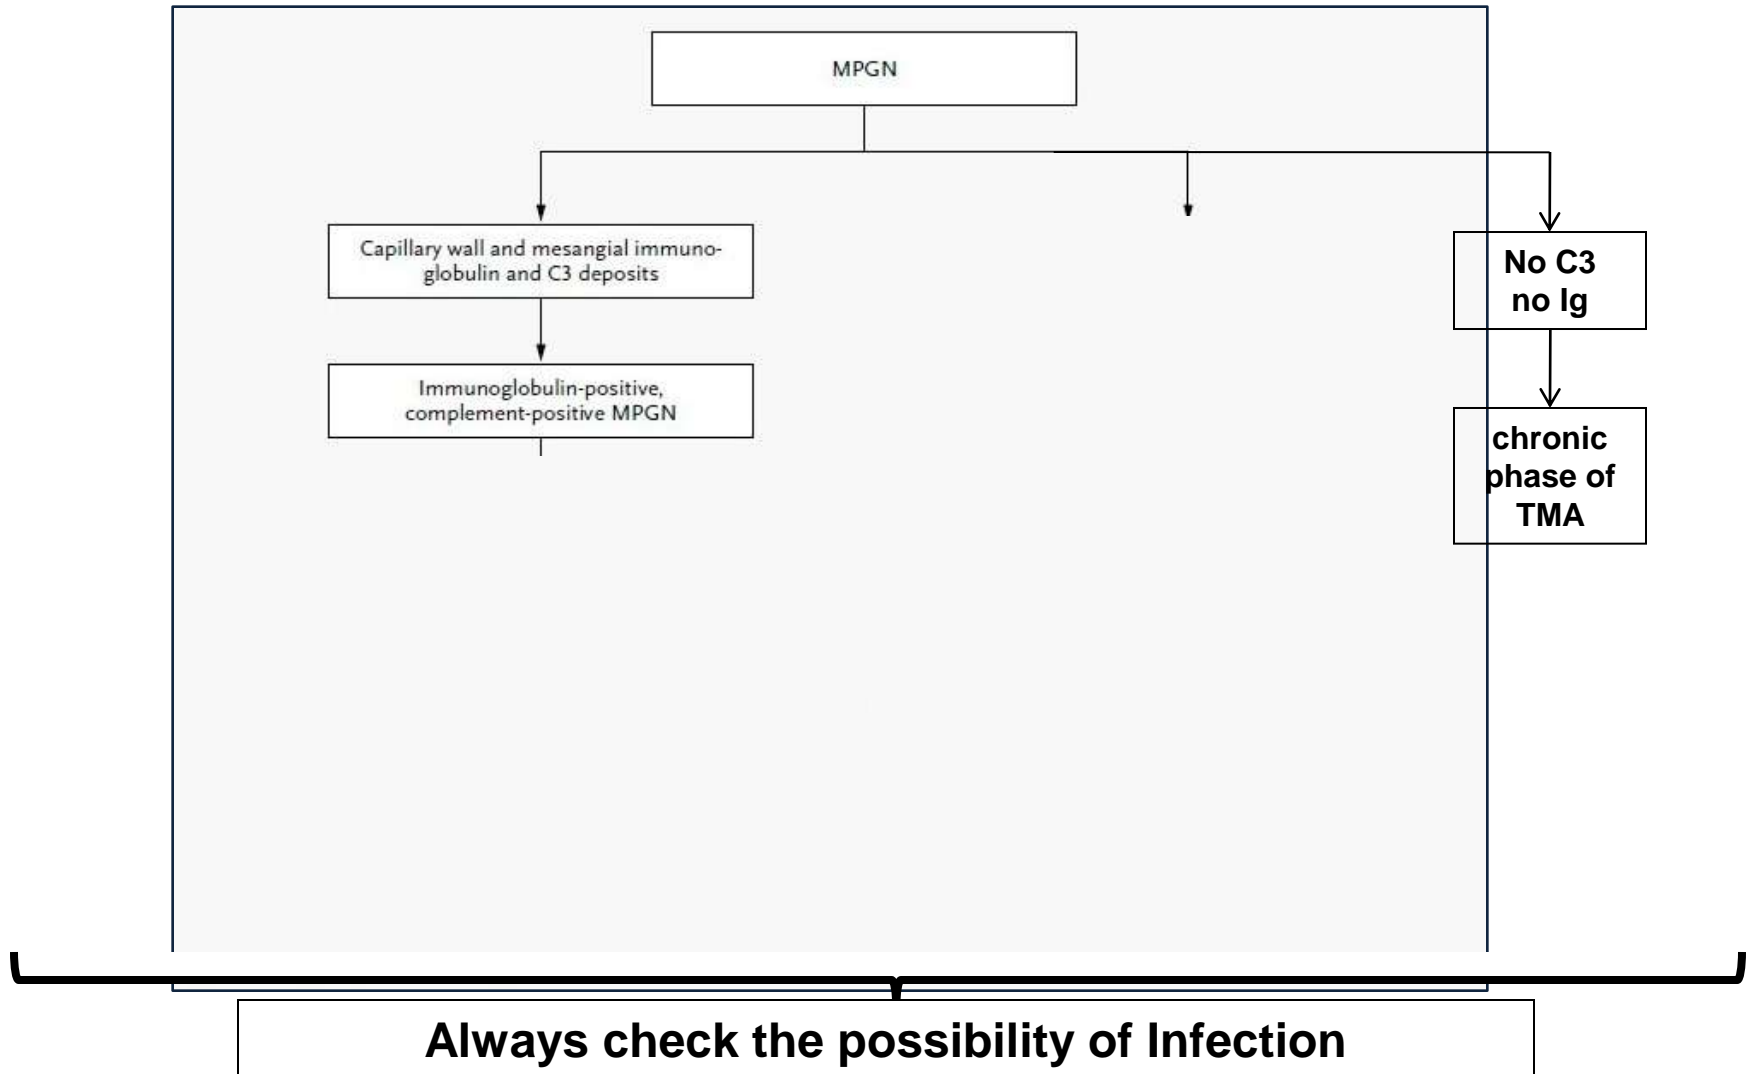 MPGN
Capillary wall and mesangial immuno-
globulin and C3 deposits
Immunoglobulin-positive,
complement-positive MPGN
No C3
no Ig
chronic
phase of
TMA
Always check the possibility of Infection